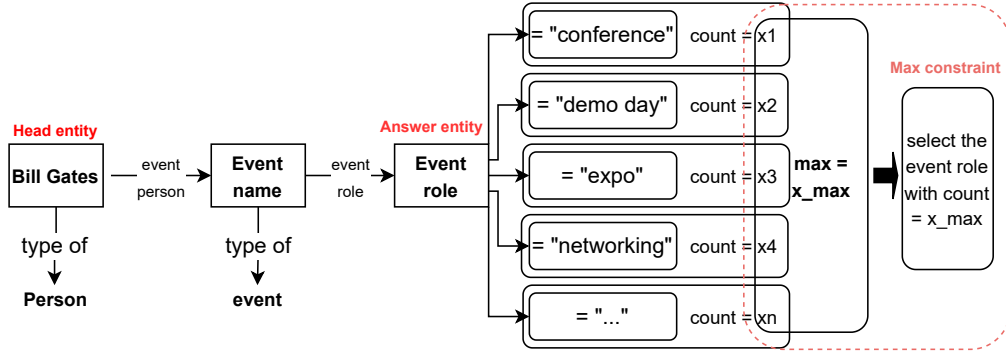 = "conference" count = x1
Max constraint
= "demo day" count = x2
Head entity
Answer entity
Bill Gates
event
person
Event
name
event
role
Event
role
= "expo" count = x3
max =
x_max
select the
event role
with count
= x_max
type of
type of
= "networking" count = x4
Person
event
= "..." count = xn